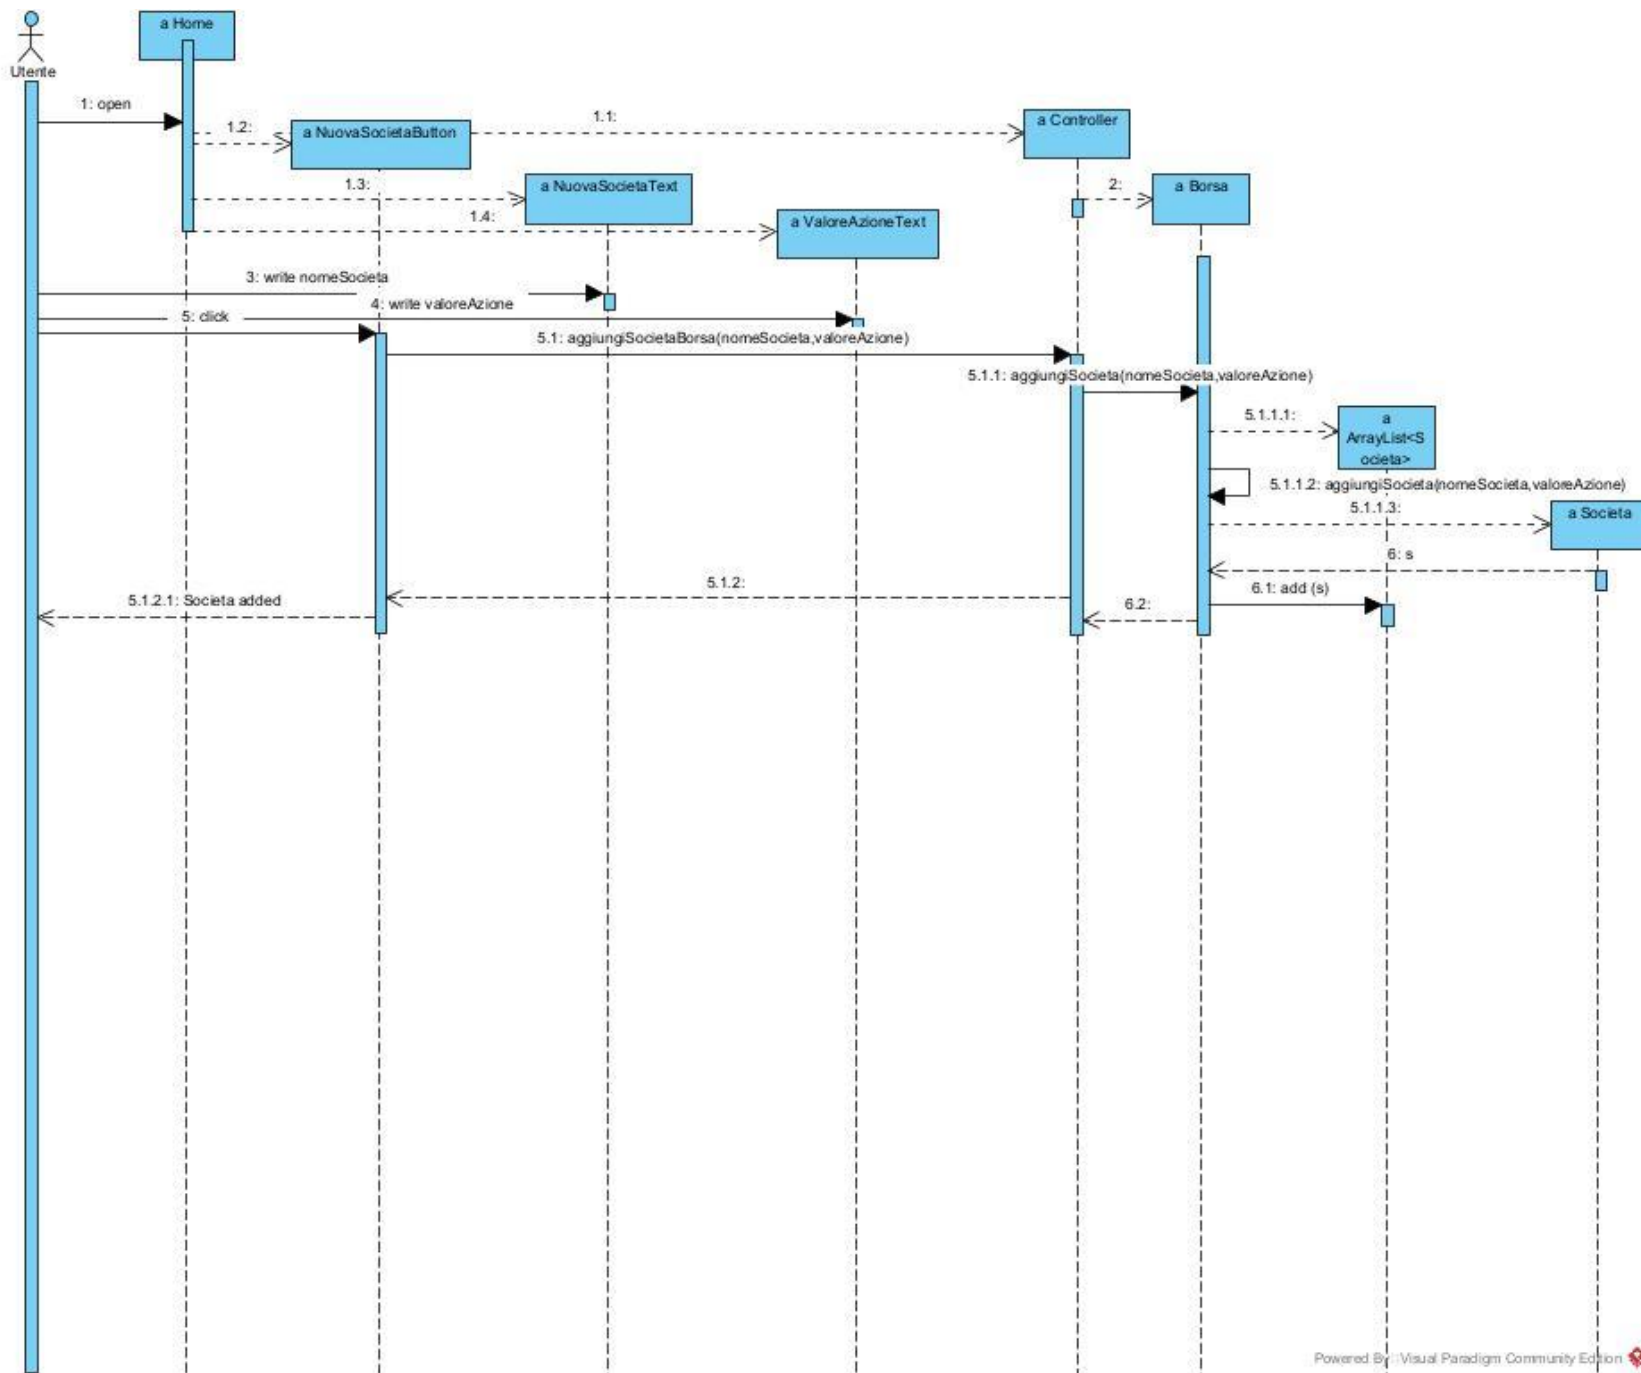 a Home
Utente
1: open
1.2:
a NuovaSocietaButton
1.1:
a Controller
1.3:
a NuovaSocietaText
2:
a Borsa
1.4:
a ValoreAzioneText
3: write nomeSocieta
4: write valoreAzione
5: click
5.1: aggiungiSocietaBorsa(nomeSocieta,valoreAzione)
5.1.1: aggiungiSocieta(nomeSocieta,valoreAzione)
5.1.1.1:
a
ArrayList<S
ocieta>
5.1.1.2: aggiungiSocieta(nomeSocieta,valoreAzione)
5.1.1.3:
a Societa
6: s
5.1.2:
6.1: add (s)
5.1.2.1: Societa added
6.2:
Powered By Visual Paradigm Community Edition